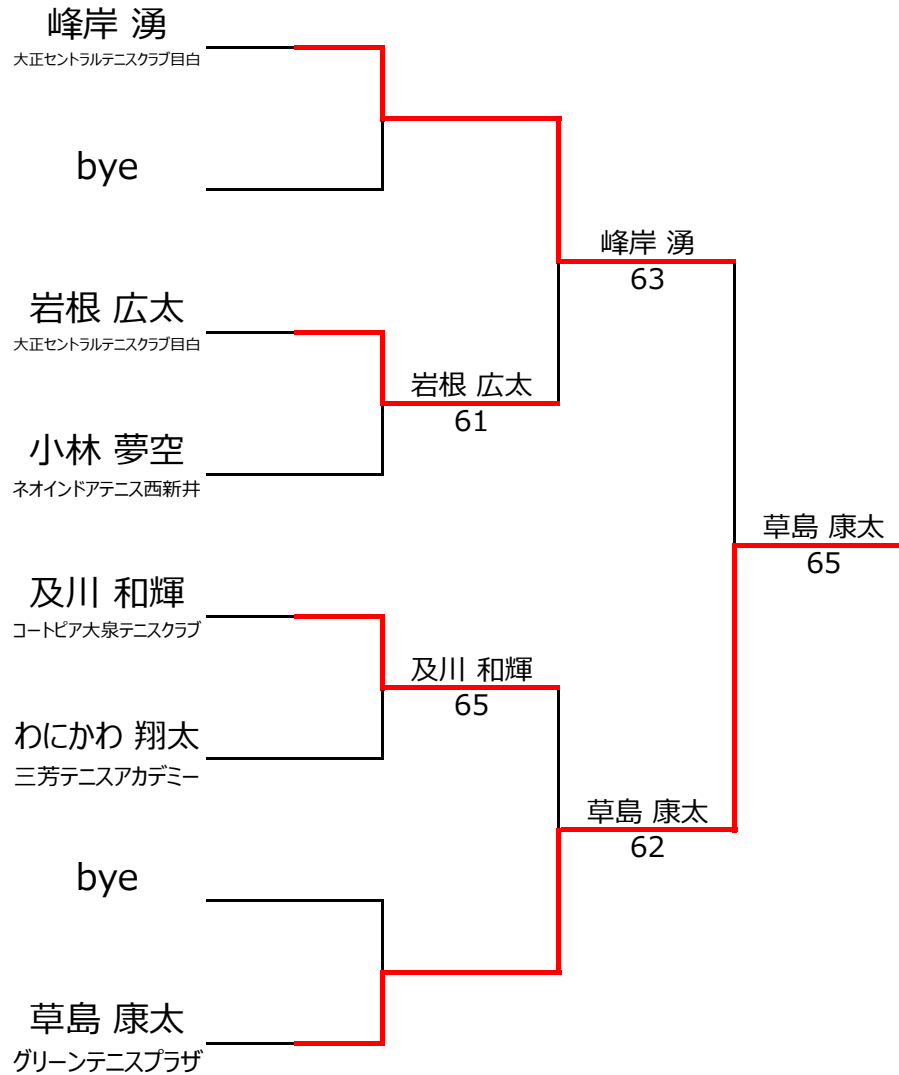 峰岸 湧
大正セントラルテニスクラブ目白
bye
峰岸 湧
63
岩根 広太
大正セントラルテニスクラブ目白
岩根 広太
61
小林 夢空
ネオインドアテニス西新井
草島 康太
65
及川 和輝
コートピア大泉テニスクラブ
及川 和輝
65
わにかわ 翔太
三芳テニスアカデミー
草島 康太
62
bye
草島 康太
グリーンテニスプラザ